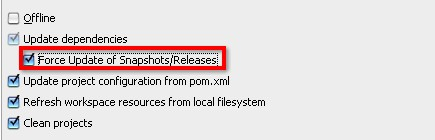 Offline
Update dependencies
Force Update of Snapshots/Releases
Update project configuration from pom.xml
Refresh workspace resources from local filesystem
Clean projects